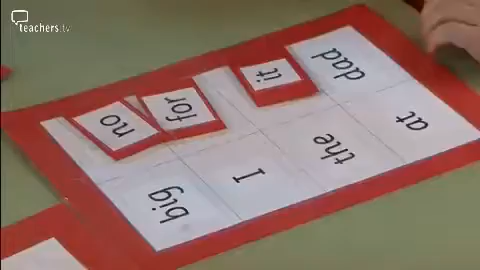 teachers.tv
dad
it
for
no
at
the
I
big